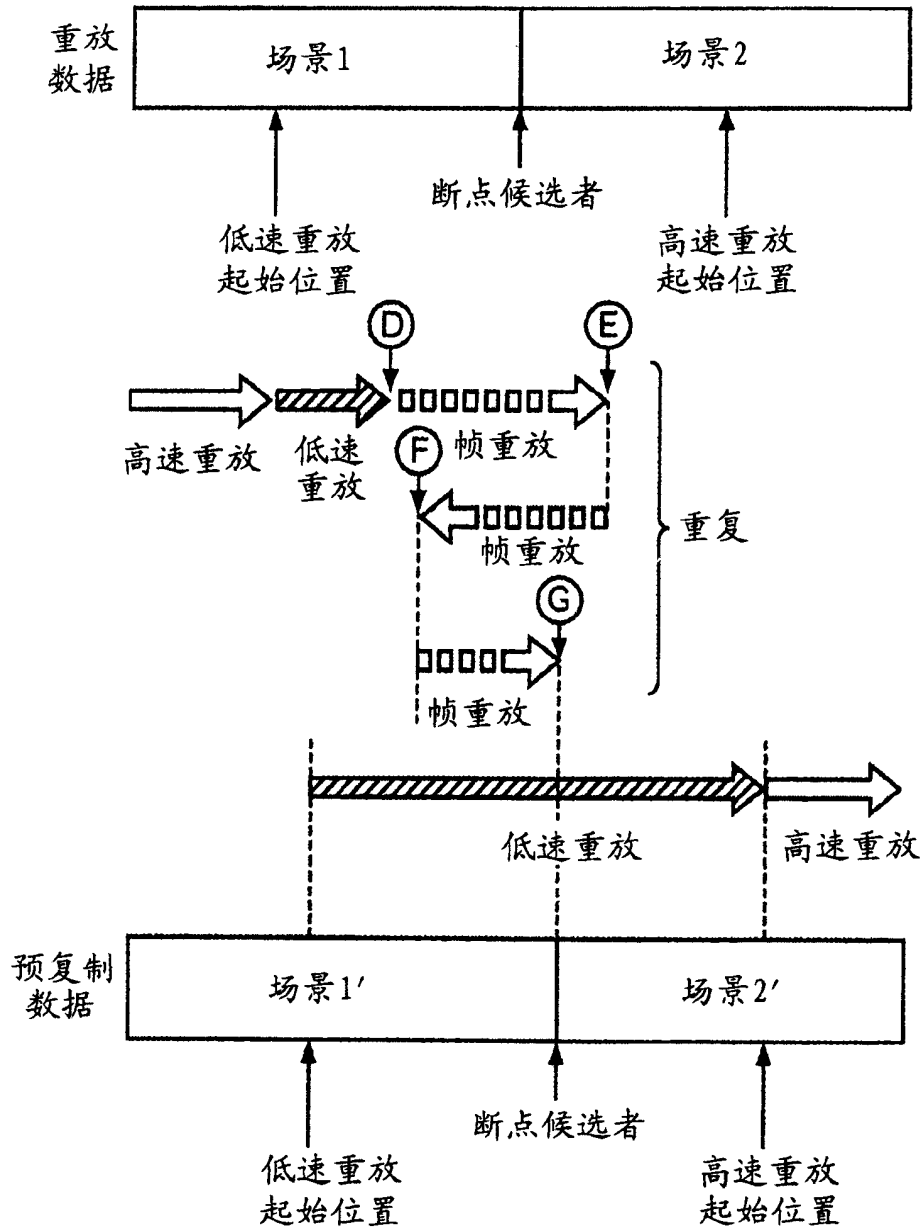 重放
数据
场景1
场景2
断点候选者
低速重放
起始位置
高速重放
起始位置
D
E
高速重放
低速
重放
帧重放
F
帧重放
重复
G
帧重放
低速重放
高速重放
预复制
数据
场景1′
场景2′
断点候选者
低速重放
起始位置
高速重放
起始位置